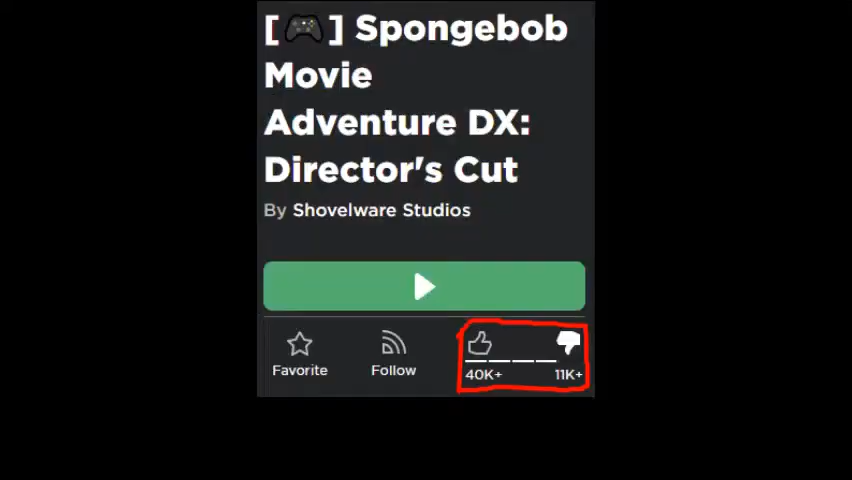 [🎮] Spongebob
Movie
Adventure DX:
Director's Cut
By Shovelware Studios
Favorite
Follow
40K+
11K+